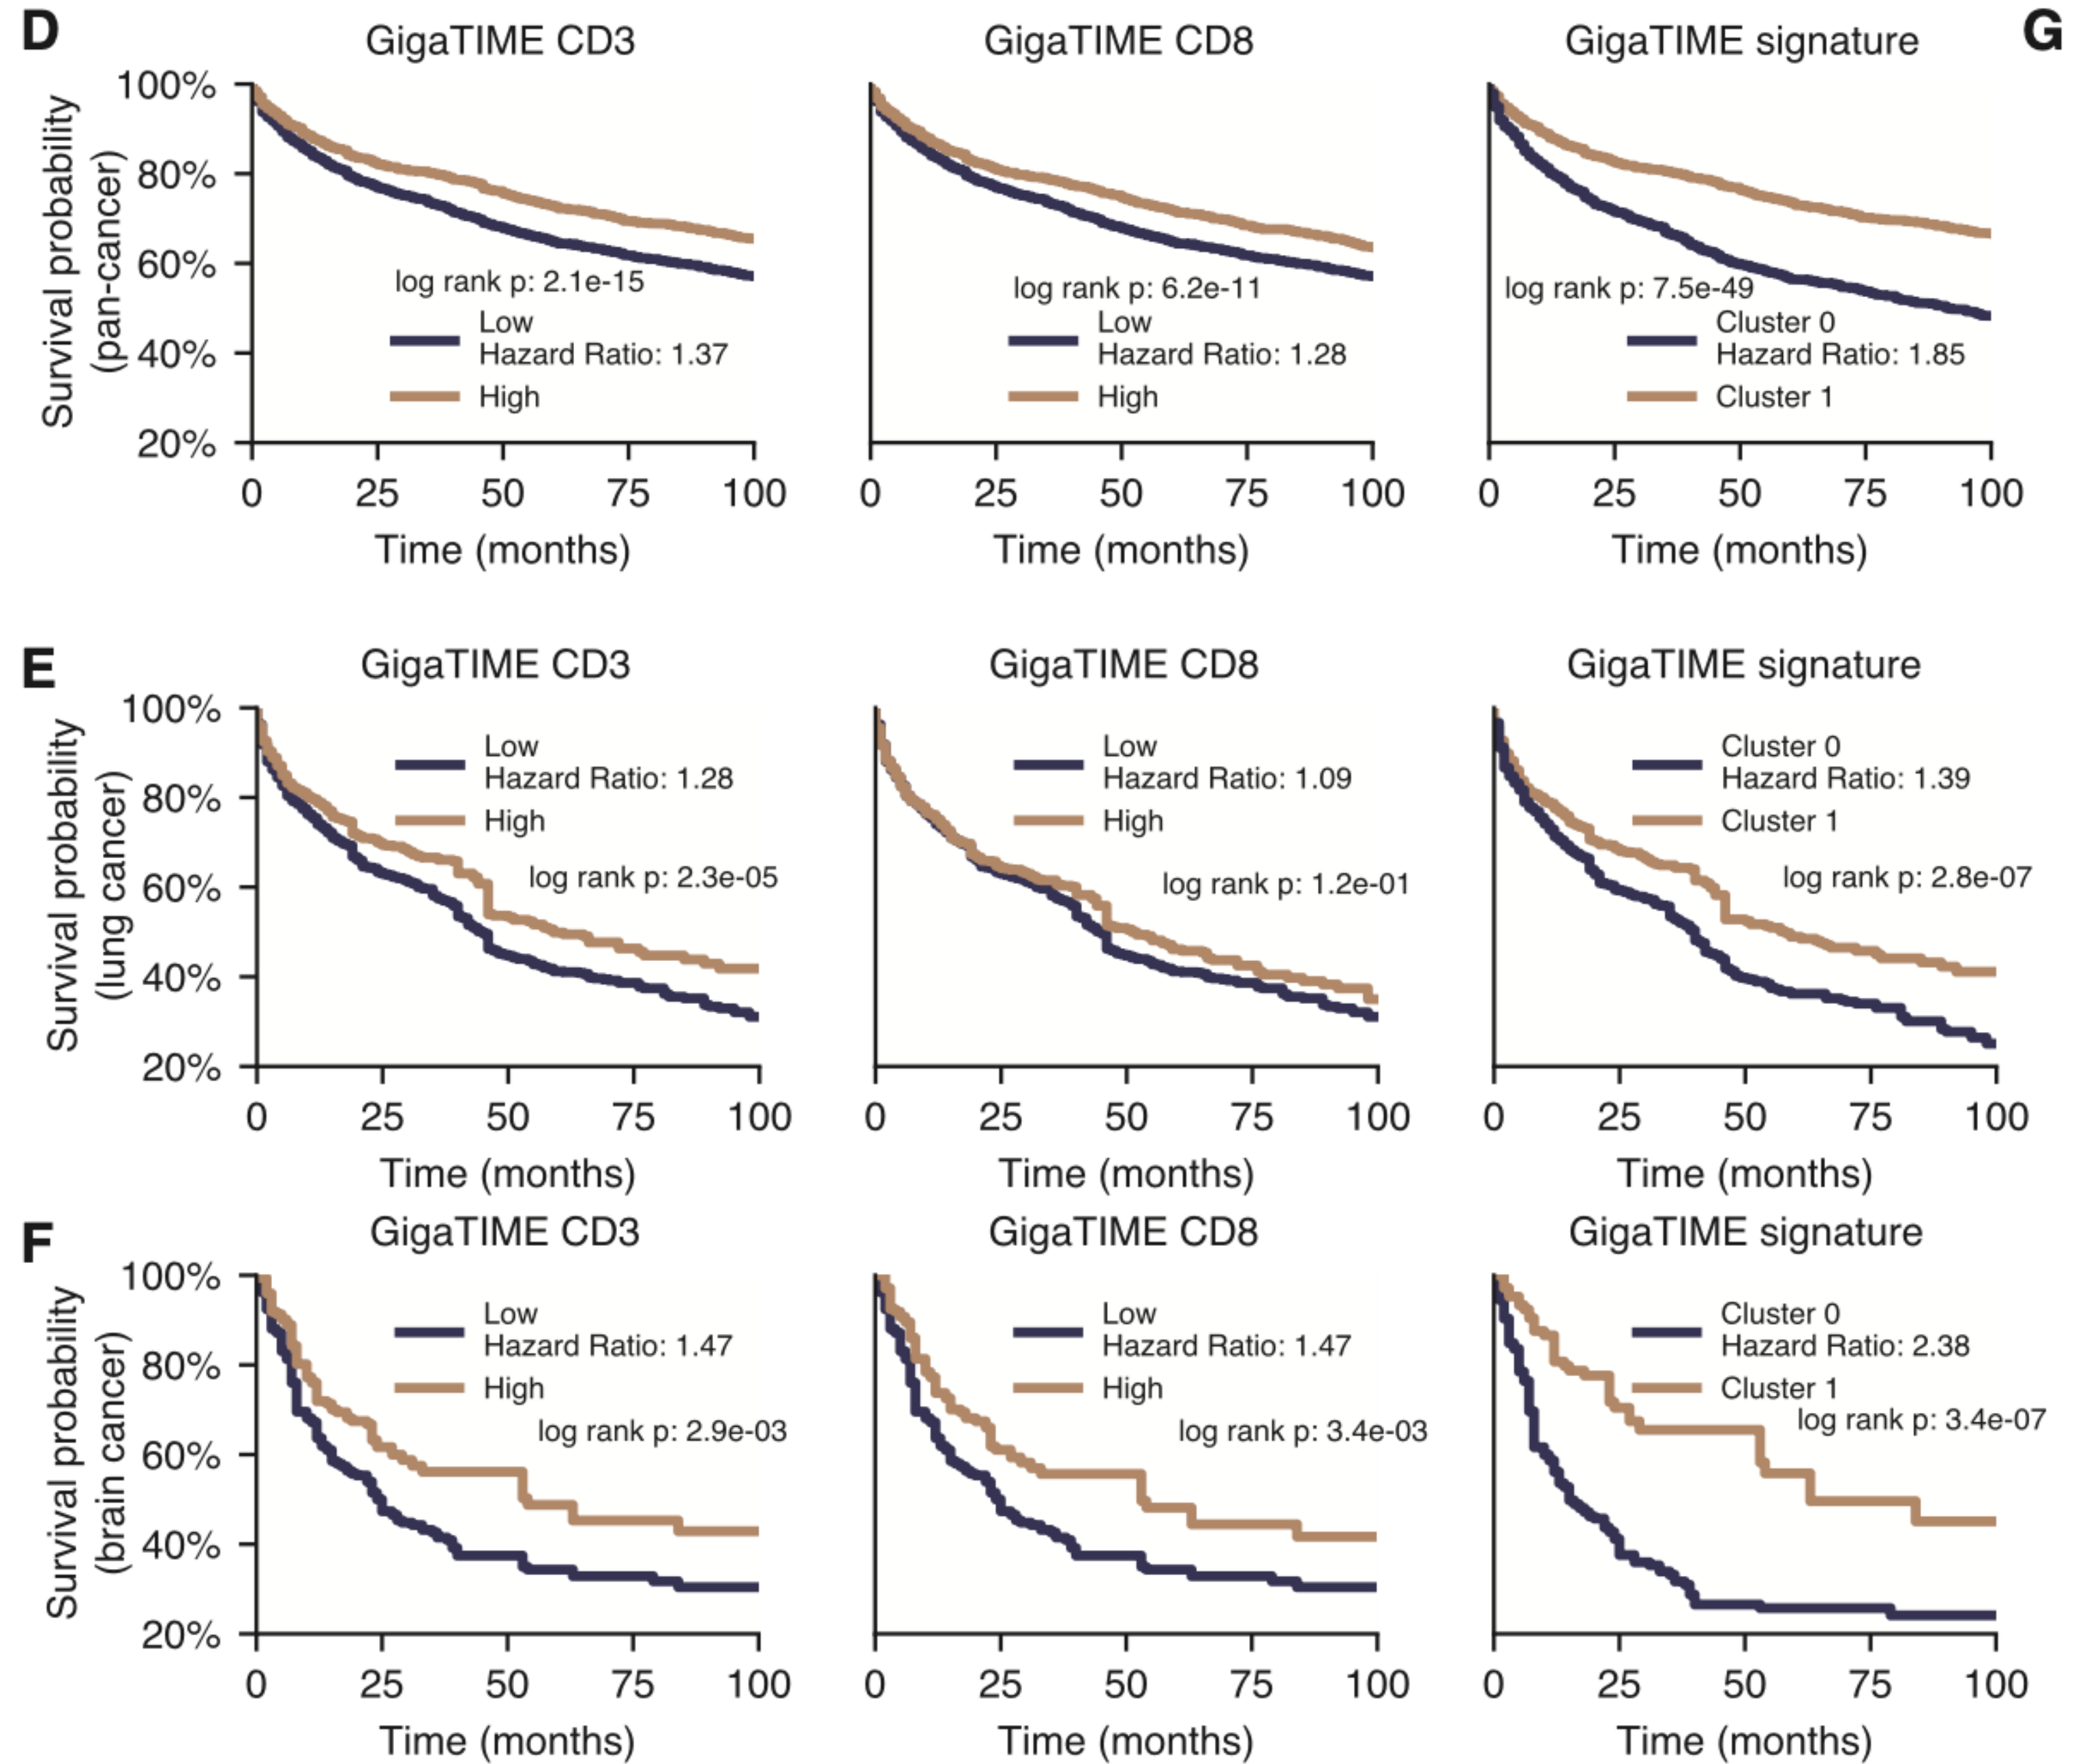 D
GigaTIME CD3
GigaTIME CD8
GigaTIME signature
G
Survival probability
(pan-cancer)
100%
80%
60%
40%
20%
log rank p: 2.1e-15
Low
Hazard Ratio: 1.37
High
0 25 50 75 100
Time (months)
log rank p: 6.2e-11
Low
Hazard Ratio: 1.28
High
0 25 50 75 100
Time (months)
log rank p: 7.5e-49
Cluster 0
Hazard Ratio: 1.85
Cluster 1
0 25 50 75 100
Time (months)
E
GigaTIME CD3
GigaTIME CD8
GigaTIME signature
Survival probability
(lung cancer)
100%
80%
60%
40%
20%
Low
Hazard Ratio: 1.28
High
log rank p: 2.3e-05
0 25 50 75 100
Time (months)
Low
Hazard Ratio: 1.09
High
log rank p: 1.2e-01
0 25 50 75 100
Time (months)
Cluster 0
Hazard Ratio: 1.39
Cluster 1
log rank p: 2.8e-07
0 25 50 75 100
Time (months)
F
GigaTIME CD3
GigaTIME CD8
GigaTIME signature
Survival probability
(brain cancer)
100%
80%
60%
40%
20%
Low
Hazard Ratio: 1.47
High
log rank p: 2.9e-03
0 25 50 75 100
Time (months)
Low
Hazard Ratio: 1.47
High
log rank p: 3.4e-03
0 25 50 75 100
Time (months)
Cluster 0
Hazard Ratio: 2.38
Cluster 1
log rank p: 3.4e-07
0 25 50 75 100
Time (months)